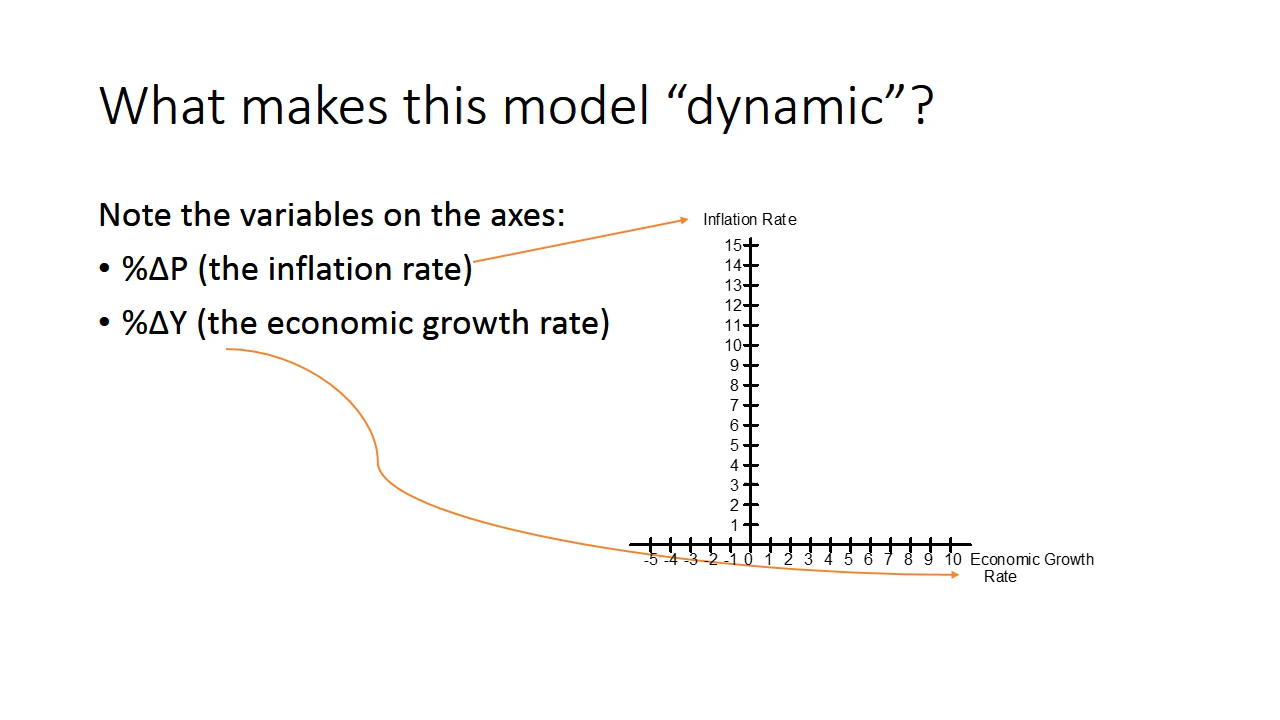 What makes this model “dynamic”?
Note the variables on the axes:
• %ΔP (the inflation rate)
• %ΔY (the economic growth rate)
Inflation Rate
15
14
13
12
11
10
9
8
7
6
5
4
3
2
1
-5 -4 -3 -2 -1 0 1 2 3 4 5 6 7 8 9 10 Economic Growth
Rate